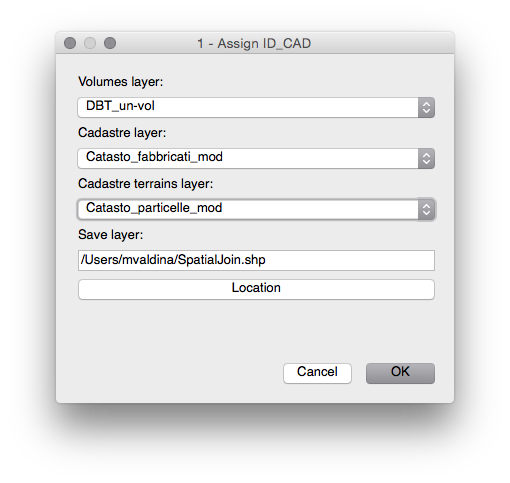 1 - Assign ID_CAD
Volumes layer:
DBT_un-vol
Cadastre layer:
Catasto_fabbricati_mod
Cadastre terrains layer:
Catasto_particelle_mod
Save layer:
/Users/mvaldina/SpatialJoin.shp
Location
Cancel OK